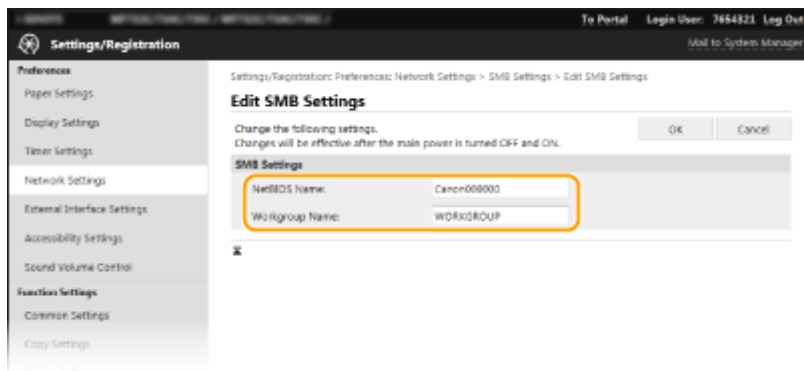 To Portal Login User: 7654321 Log Out
Settings/Registration
Mail to System Manager
Preferences
Paper Settings
Display Settings
Timer Settings
Network Settings
External Interface Settings
Accessibility Settings
Sound Volume Control
Function Settings
Common Settings
Copy Settings
Settings/Registration: Preferences: Network Settings > SMB Settings > Edit SMB Settings
Edit SMB Settings
Change the following settings.
Changes will be effective after the main power is turned OFF and ON.
OK Cancel
SMB Settings
NetBIOS Name: Canon000000
Workgroup Name: WORKGROUP